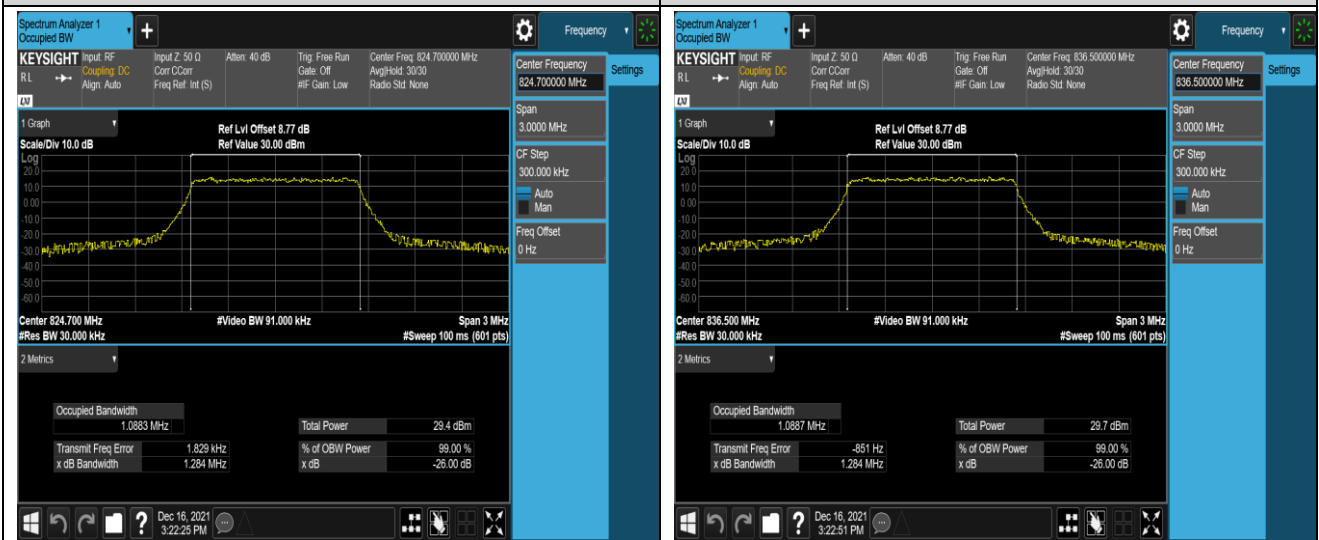 Spectrum Analyzer 1
Occupied BW
+
Frequency
KEYSIGHT
RL
LXI
Input: RF
Coupling: DC
Align: Auto
Input Z: 50 Ω
Corr CCorr
Freq Ref: Int (S)
Atten: 40 dB
Trig: Free Run
Gate: Off
#IF Gain: Low
Center Freq: 824.700000 MHz
Avg|Hold: 30/30
Radio Std: None
Center Frequency
824.700000 MHz
Settings
Span
3.0000 MHz
CF Step
300.000 kHz
Auto
Man
Freq Offset
0 Hz
1 Graph
Scale/Div 10.0 dB
Ref Lvl Offset 8.77 dB
Ref Value 30.00 dBm
Log
20.0
10.0
0.00
-10.0
-20.0
-30.0
-40.0
-50.0
-60.0
Center 824.700 MHz
#Video BW 91.000 kHz
Span 3 MHz
#Res BW 30.000 kHz
#Sweep 100 ms (601 pts)
2 Metrics
Occupied Bandwidth
1.0883 MHz
Total Power 29.4 dBm
Transmit Freq Error 1.829 kHz
% of OBW Power 99.00 %
x dB Bandwidth 1.284 MHz
x dB -26.00 dB
?
Dec 16, 2021
3:22:25 PM
Spectrum Analyzer 1
Occupied BW
+
Frequency
KEYSIGHT
RL
LXI
Input: RF
Coupling: DC
Align: Auto
Input Z: 50 Ω
Corr CCorr
Freq Ref: Int (S)
Atten: 40 dB
Trig: Free Run
Gate: Off
#IF Gain: Low
Center Freq: 836.500000 MHz
Avg|Hold: 30/30
Radio Std: None
Center Frequency
836.500000 MHz
Settings
Span
3.0000 MHz
CF Step
300.000 kHz
Auto
Man
Freq Offset
0 Hz
1 Graph
Scale/Div 10.0 dB
Ref Lvl Offset 8.77 dB
Ref Value 30.00 dBm
Log
20.0
10.0
0.00
-10.0
-20.0
-30.0
-40.0
-50.0
-60.0
Center 836.500 MHz
#Video BW 91.000 kHz
Span 3 MHz
#Res BW 30.000 kHz
#Sweep 100 ms (601 pts)
2 Metrics
Occupied Bandwidth
1.0887 MHz
Total Power 29.7 dBm
Transmit Freq Error -851 Hz
% of OBW Power 99.00 %
x dB Bandwidth 1.284 MHz
x dB -26.00 dB
?
Dec 16, 2021
3:22:51 PM